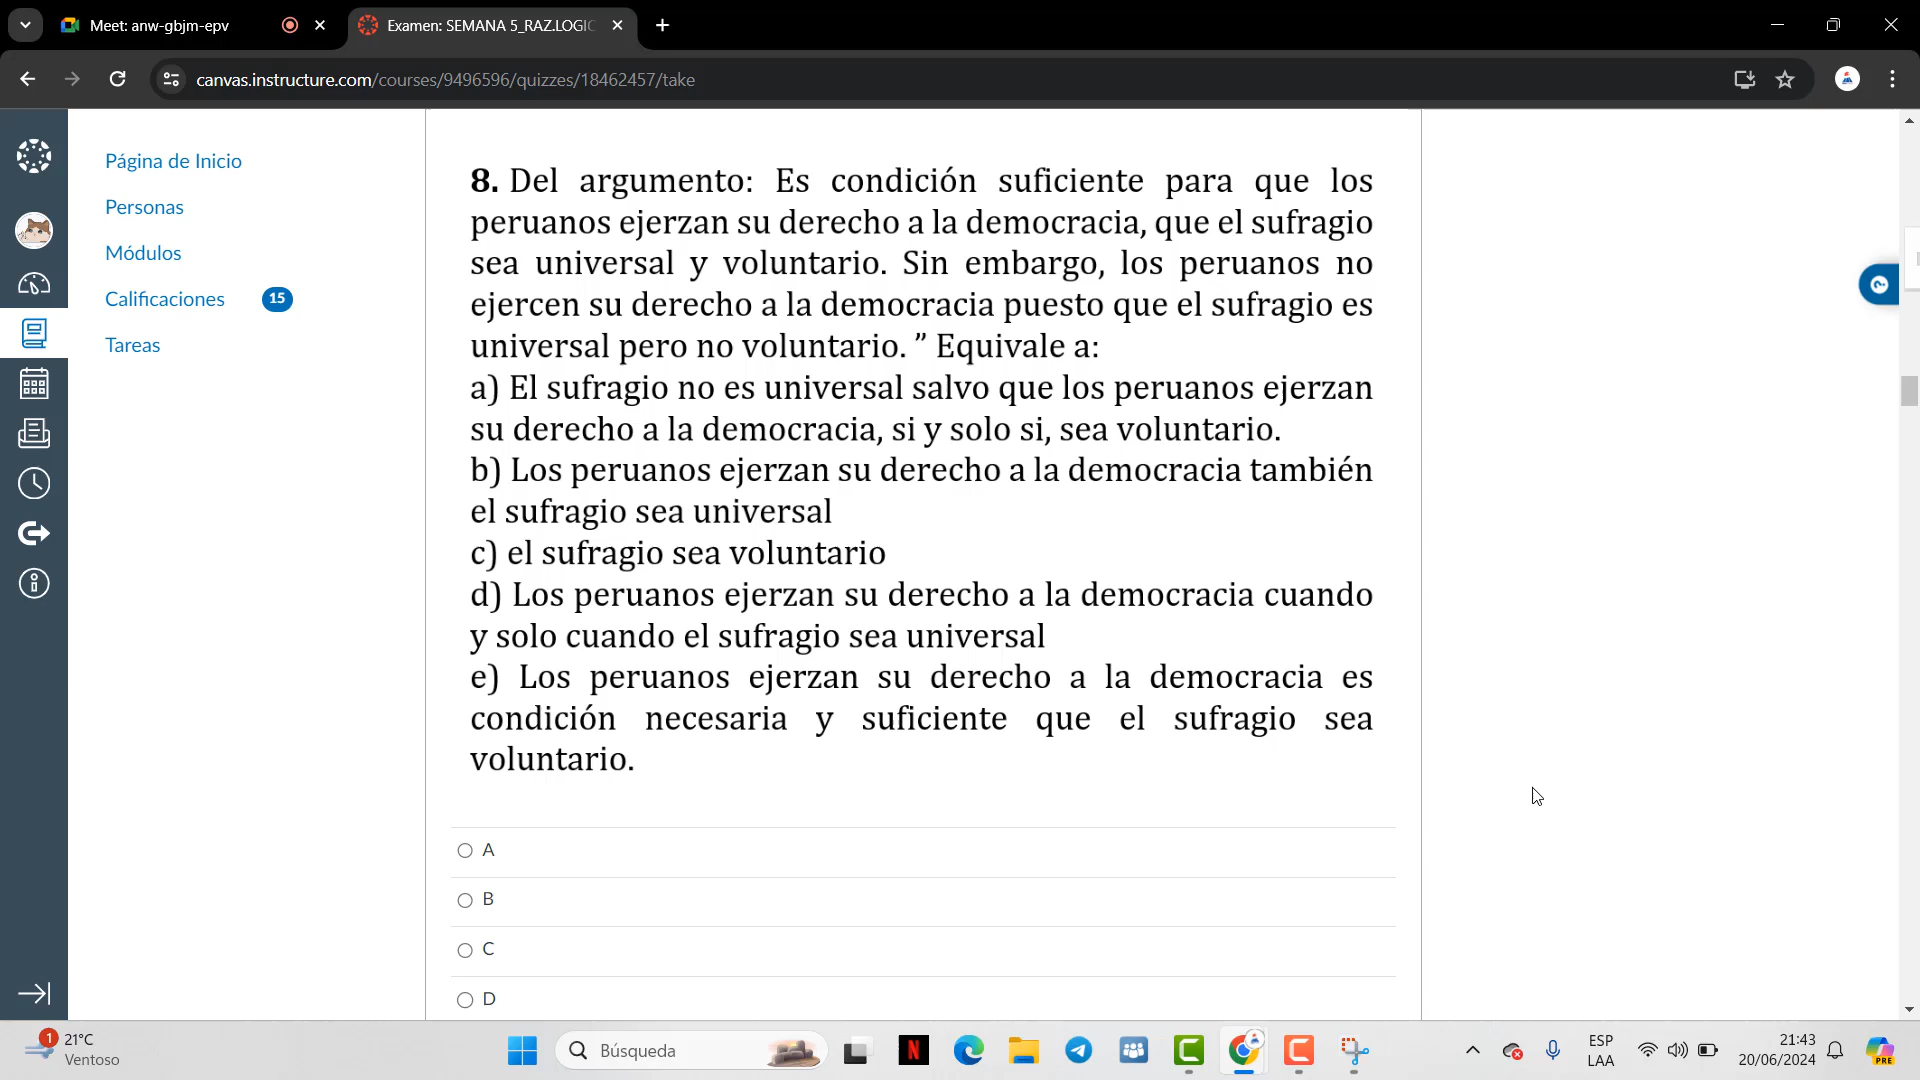 Meet: anw-gbjm-epv
Examen: SEMANA 5_RAZ.LOGIC
canvas.instructure.com/courses/9496596/quizzes/18462457/take
Página de Inicio
Personas
Módulos
Calificaciones 15
Tareas
8. Del argumento: Es condición suficiente para que los
peruanos ejerzan su derecho a la democracia, que el sufragio
sea universal y voluntario. Sin embargo, los peruanos no
ejercen su derecho a la democracia puesto que el sufragio es
universal pero no voluntario. ” Equivale a:
a) El sufragio no es universal salvo que los peruanos ejerzan
su derecho a la democracia, si y solo si, sea voluntario.
b) Los peruanos ejerzan su derecho a la democracia también
el sufragio sea universal
c) el sufragio sea voluntario
d) Los peruanos ejerzan su derecho a la democracia cuando
y solo cuando el sufragio sea universal
e) Los peruanos ejerzan su derecho a la democracia es
condición necesaria y suficiente que el sufragio sea
voluntario.
A
B
C
D
1
21°C
Ventoso
Búsqueda
N
ESP
LAA
21:43
20/06/2024
PRE